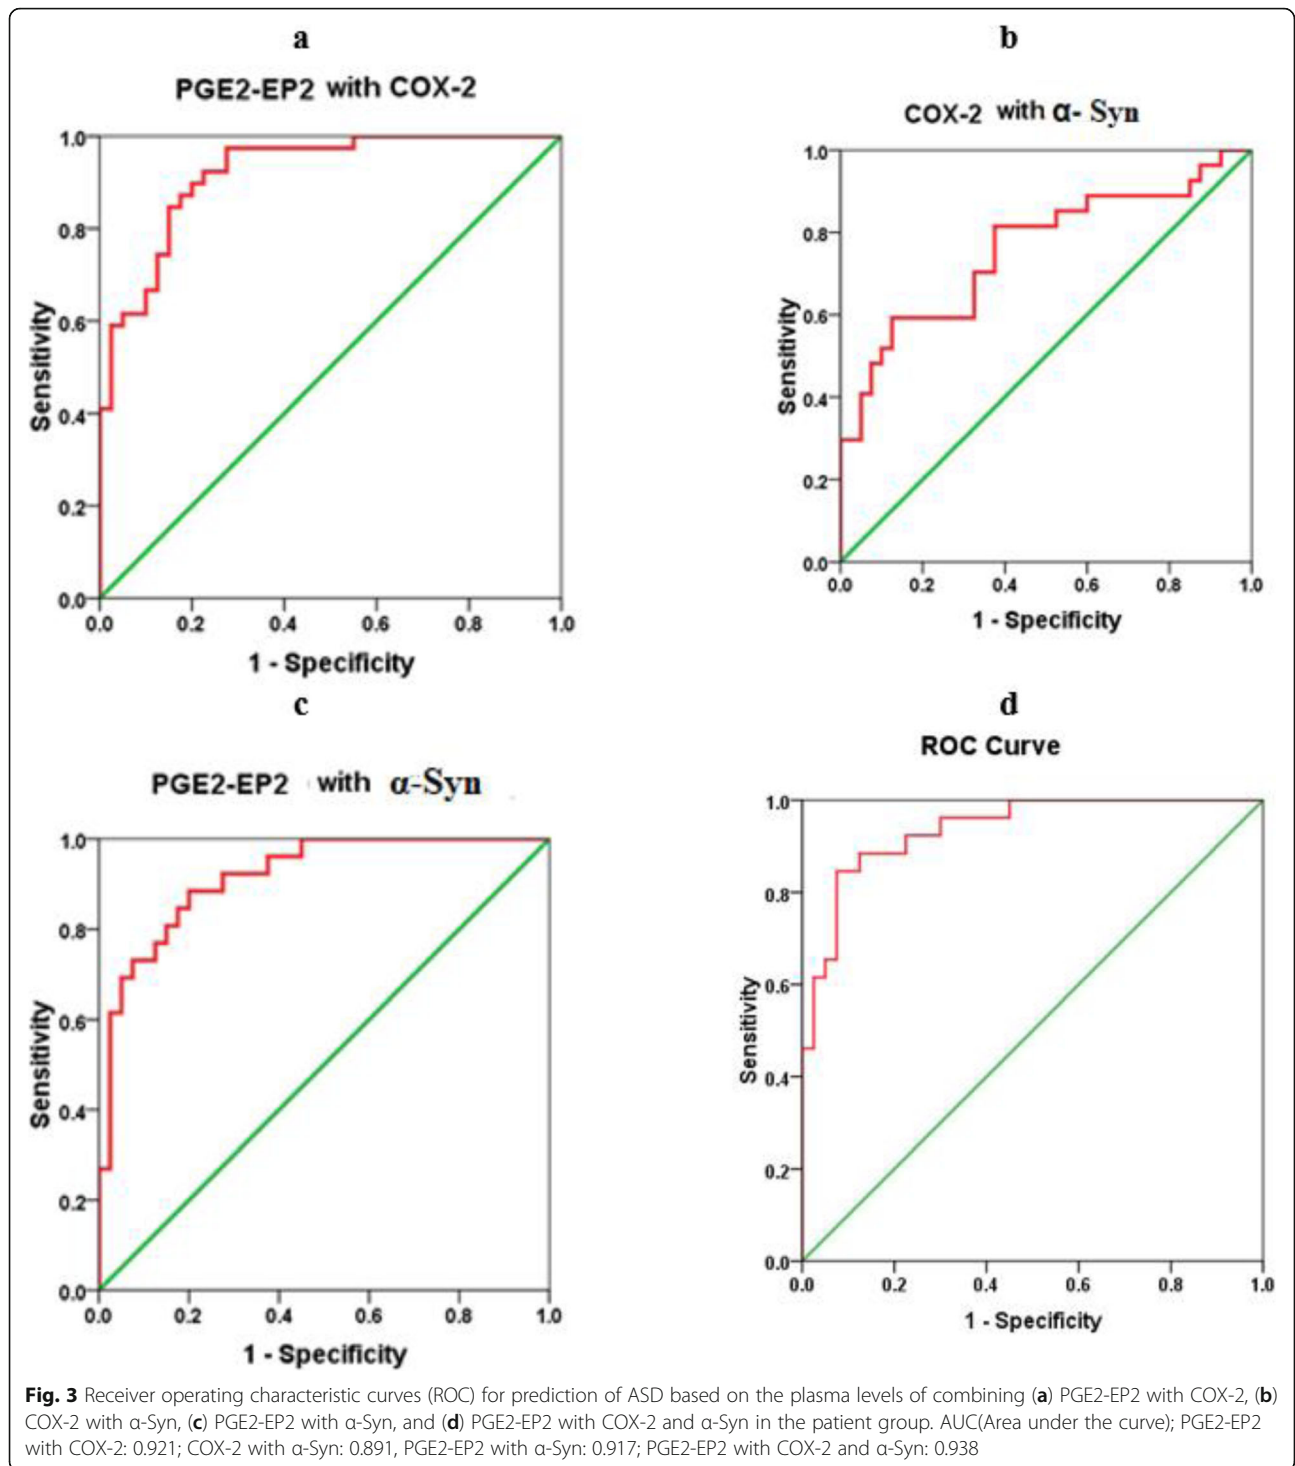 a
PGE2-EP2 with COX-2
1.0
0.8
0.6
0.4
0.2
0.0
Sensitivity
0.0 0.2 0.4 0.6 0.8 1.0
1 - Specificity
b
COX-2 with α- Syn
1.0
0.8
0.6
0.4
0.2
0.0
Sensitivity
0.0 0.2 0.4 0.6 0.8 1.0
1 - Specificity
c
PGE2-EP2 with α-Syn
1.0
0.8
0.6
0.4
0.2
0.0
Sensitivity
0.0 0.2 0.4 0.6 0.8 1.0
1 - Specificity
d
ROC Curve
1.0
0.8
0.6
0.4
0.2
0.0
Sensitivity
0.0 0.2 0.4 0.6 0.8 1.0
1 - Specificity
Fig. 3 Receiver operating characteristic curves (ROC) for prediction of ASD based on the plasma levels of combining (a) PGE2-EP2 with COX-2, (b)
COX-2 with α-Syn, (c) PGE2-EP2 with α-Syn, and (d) PGE2-EP2 with COX-2 and α-Syn in the patient group. AUC(Area under the curve); PGE2-EP2
with COX-2: 0.921; COX-2 with α-Syn: 0.891, PGE2-EP2 with α-Syn: 0.917; PGE2-EP2 with COX-2 and α-Syn: 0.938